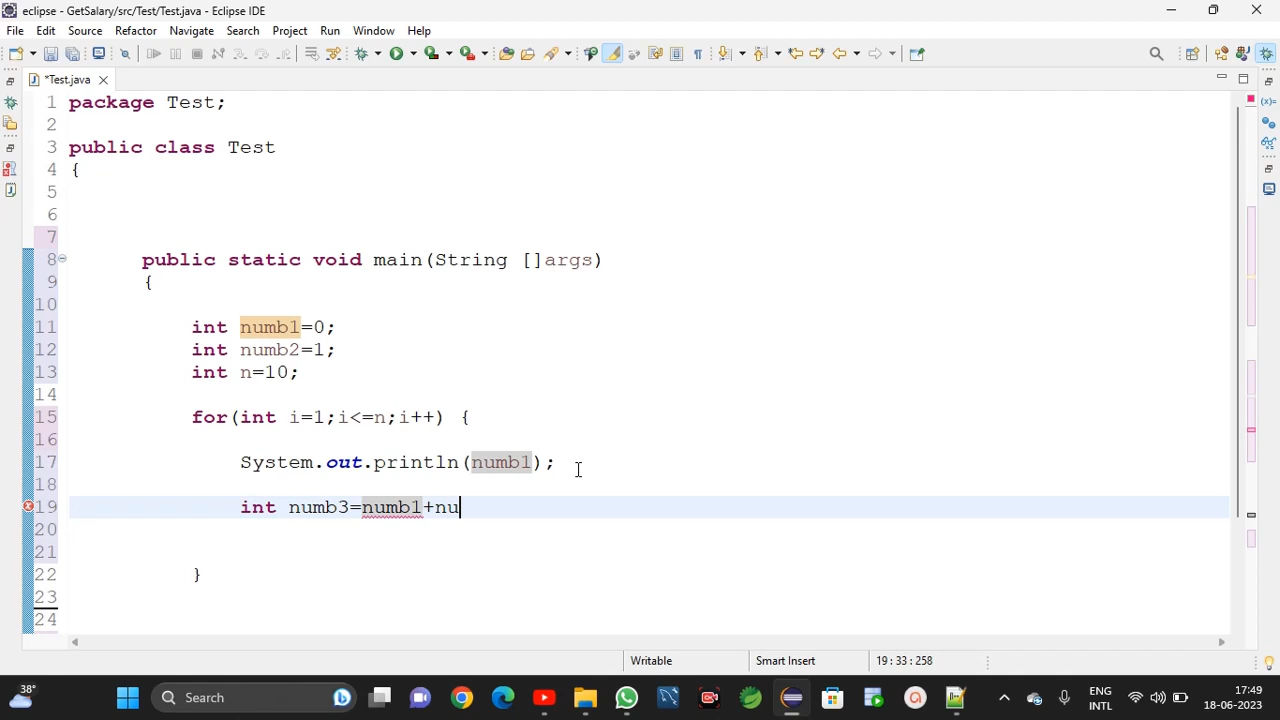 eclipse - GetSalary/src/Test/Test.java - Eclipse IDE
File Edit Source Refactor Navigate Search Project Run Window Help
*Test.java
1 package Test;
2
3 public class Test
4 {
5
6
7
8 public static void main(String []args)
9 {
10
11 int numb1=0;
12 int numb2=1;
13 int n=10;
14
15 for(int i=1;i<=n;i++) {
16
17 System.out.println(numb1);
18
19 int numb3=numb1+nu
20
21
22 }
23
24
Writable Smart Insert 19 : 33 : 258
38° Search ENG INTL 17:49 18-06-2023